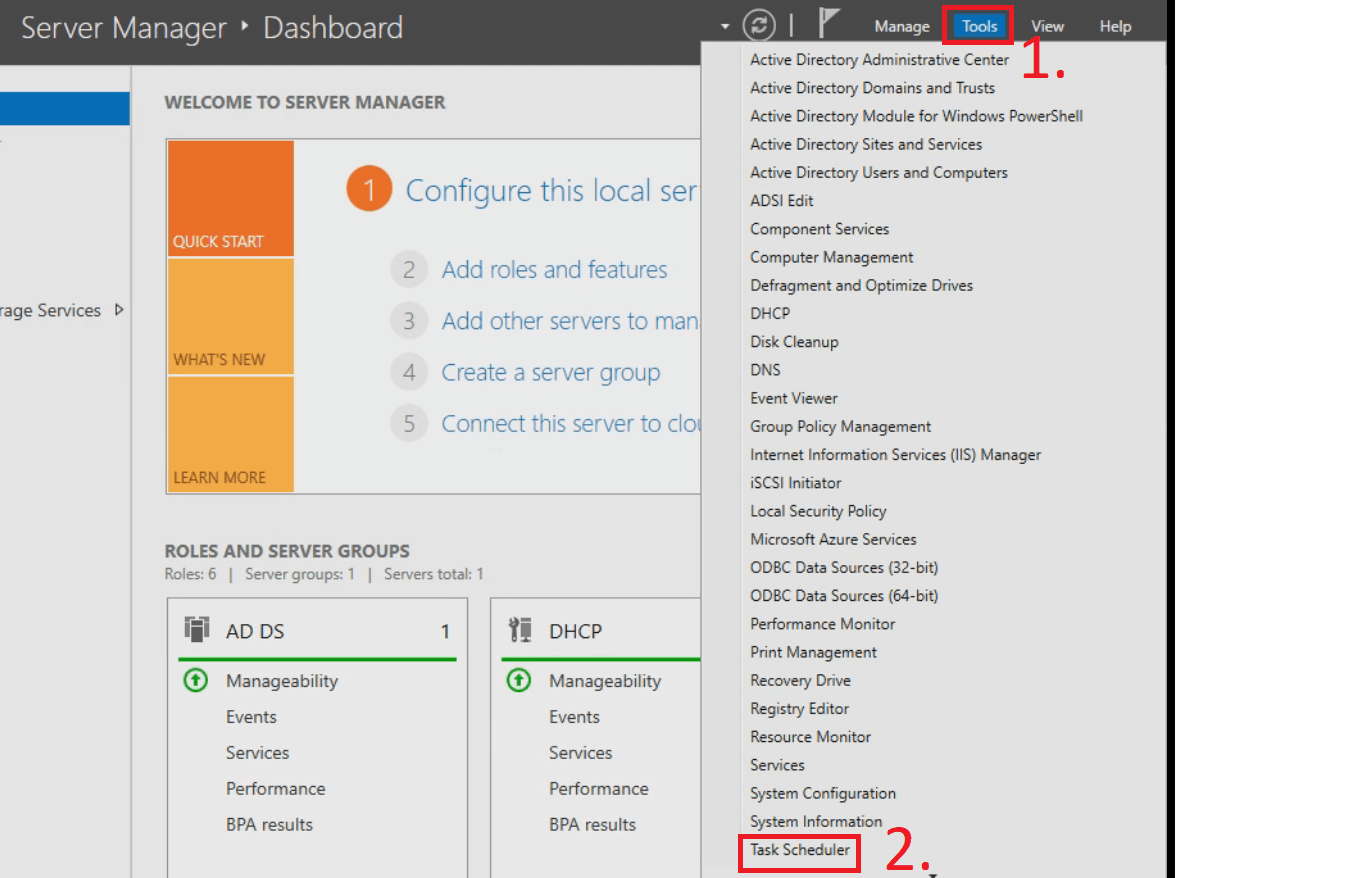 Server Manager ‣ Dashboard
Manage Tools View Help
1.
WELCOME TO SERVER MANAGER
QUICK START
WHAT'S NEW
LEARN MORE
1 Configure this local ser
2 Add roles and features
3 Add other servers to man
4 Create a server group
5 Connect this server to clou
rage Services
ROLES AND SERVER GROUPS
Roles: 6 | Server groups: 1 | Servers total: 1
AD DS 1
Manageability
Events
Services
Performance
BPA results
DHCP
Manageability
Events
Services
Performance
BPA results
Active Directory Administrative Center
Active Directory Domains and Trusts
Active Directory Module for Windows PowerShell
Active Directory Sites and Services
Active Directory Users and Computers
ADSI Edit
Component Services
Computer Management
Defragment and Optimize Drives
DHCP
Disk Cleanup
DNS
Event Viewer
Group Policy Management
Internet Information Services (IIS) Manager
iSCSI Initiator
Local Security Policy
Microsoft Azure Services
ODBC Data Sources (32-bit)
ODBC Data Sources (64-bit)
Performance Monitor
Print Management
Recovery Drive
Registry Editor
Resource Monitor
Services
System Configuration
System Information
Task Scheduler
2.